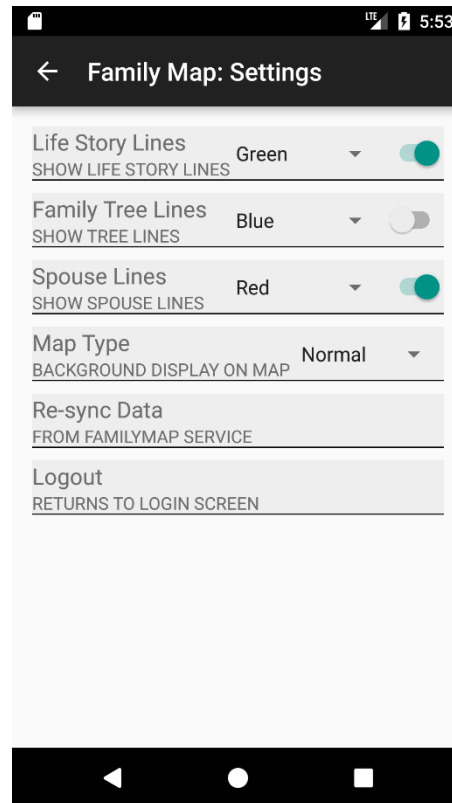 LTE 5:53
Family Map: Settings
Life Story Lines
SHOW LIFE STORY LINES
Green
Family Tree Lines
SHOW TREE LINES
Blue
Spouse Lines
SHOW SPOUSE LINES
Red
Map Type
BACKGROUND DISPLAY ON MAP
Normal
Re-sync Data
FROM FAMILYMAP SERVICE
Logout
RETURNS TO LOGIN SCREEN